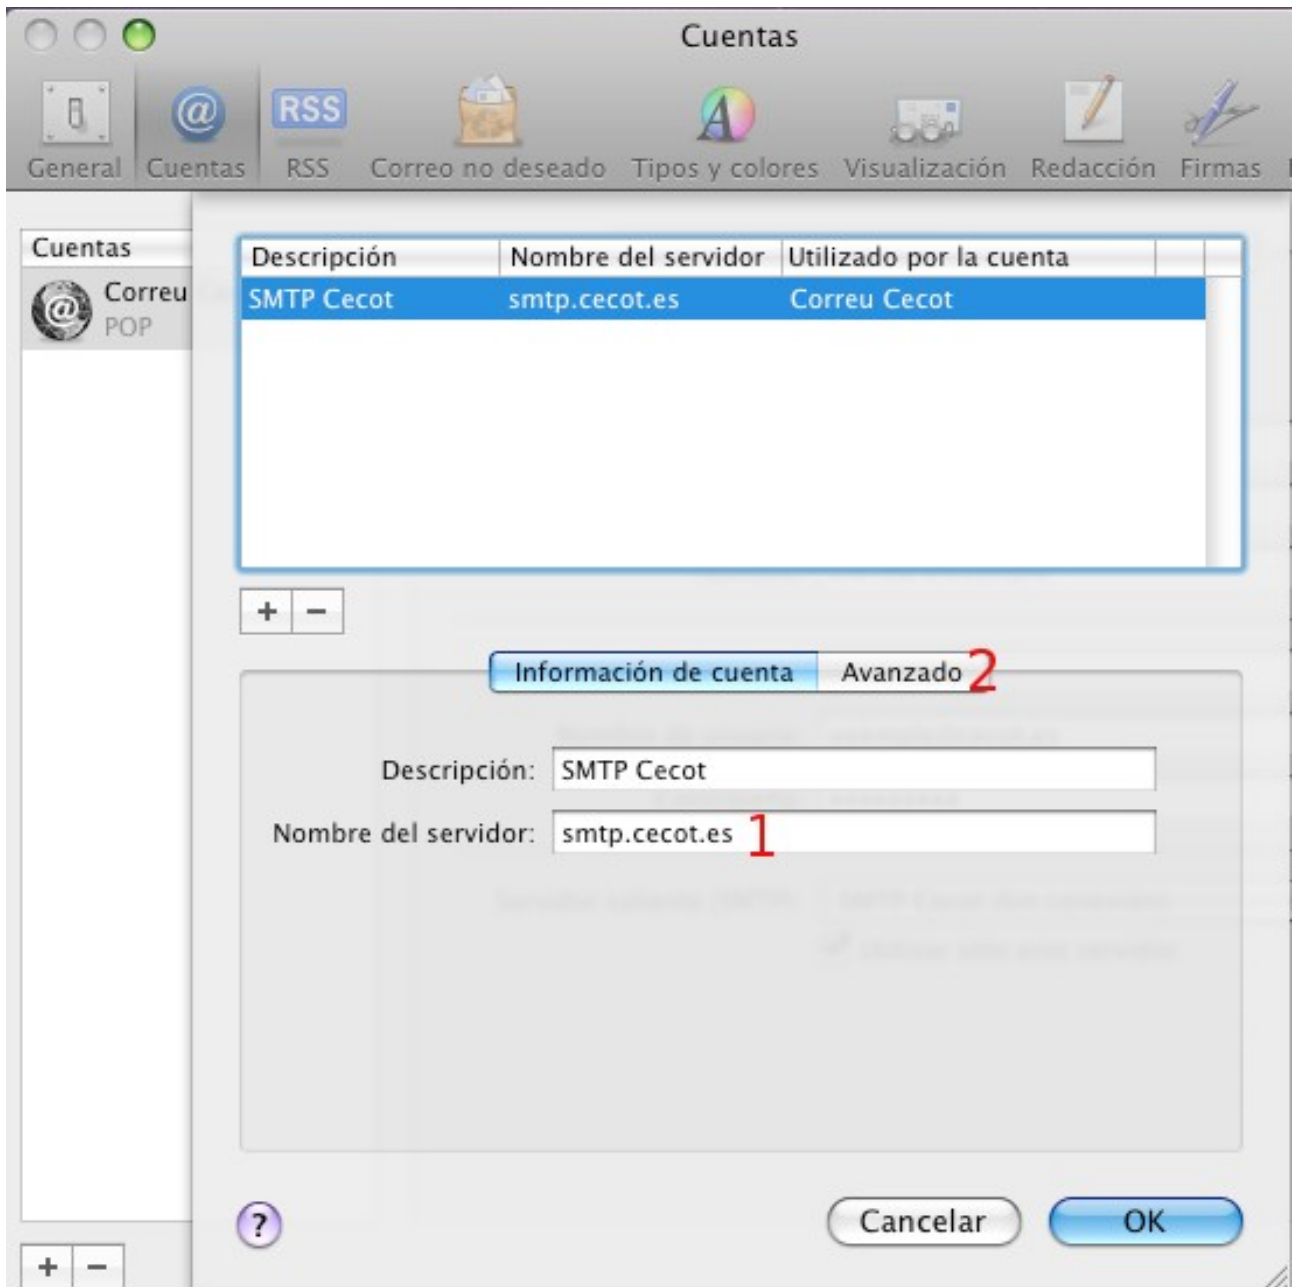 Cuentas
RSS
General Cuentas RSS Correo no deseado Tipos y colores Visualización Redacción Firmas
Cuentas
Correu
POP
Descripción Nombre del servidor Utilizado por la cuenta
SMTP Cecot smtp.cecot.es Correu Cecot
+ −
Información de cuenta Avanzado 2
Descripción: SMTP Cecot
Nombre del servidor: smtp.cecot.es 1
? Cancelar OK
+ −